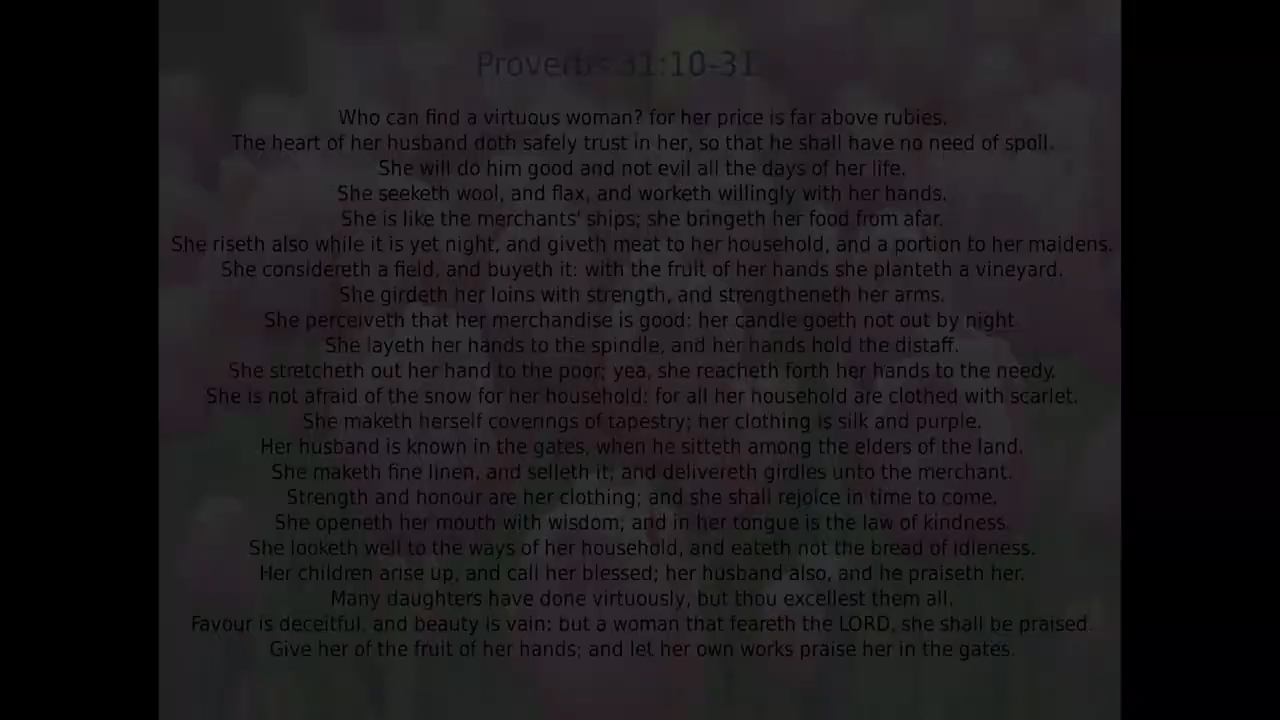 Proverbs 31:10-31
Who can find a virtuous woman? for her price is far above rubies.
The heart of her husband doth safely trust in her, so that he shall have no need of spoil.
She will do him good and not evil all the days of her life.
She seeketh wool, and flax, and worketh willingly with her hands.
She is like the merchants' ships; she bringeth her food from afar.
She riseth also while it is yet night, and giveth meat to her household, and a portion to her maidens.
She considereth a field, and buyeth it: with the fruit of her hands she planteth a vineyard.
She girdeth her loins with strength, and strengtheneth her arms.
She perceiveth that her merchandise is good: her candle goeth not out by night.
She layeth her hands to the spindle, and her hands hold the distaff.
She stretcheth out her hand to the poor; yea, she reacheth forth her hands to the needy.
She is not afraid of the snow for her household: for all her household are clothed with scarlet.
She maketh herself coverings of tapestry; her clothing is silk and purple.
Her husband is known in the gates, when he sitteth among the elders of the land.
She maketh fine linen, and selleth it; and delivereth girdles unto the merchant.
Strength and honour are her clothing; and she shall rejoice in time to come.
She openeth her mouth with wisdom; and in her tongue is the law of kindness.
She looketh well to the ways of her household, and eateth not the bread of idleness.
Her children arise up, and call her blessed; her husband also, and he praiseth her.
Many daughters have done virtuously, but thou excellest them all.
Favour is deceitful, and beauty is vain: but a woman that feareth the LORD, she shall be praised.
Give her of the fruit of her hands; and let her own works praise her in the gates.